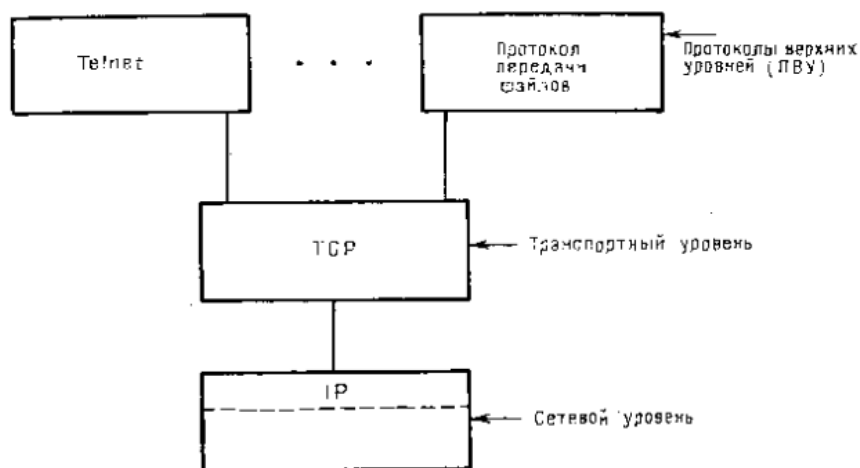 Telnet
. . .
Протокол
передачи
файлов
Протоколы верхних
уровней (ПВУ)
TCP
Транспортный уровень
IP
Сетевой уровень